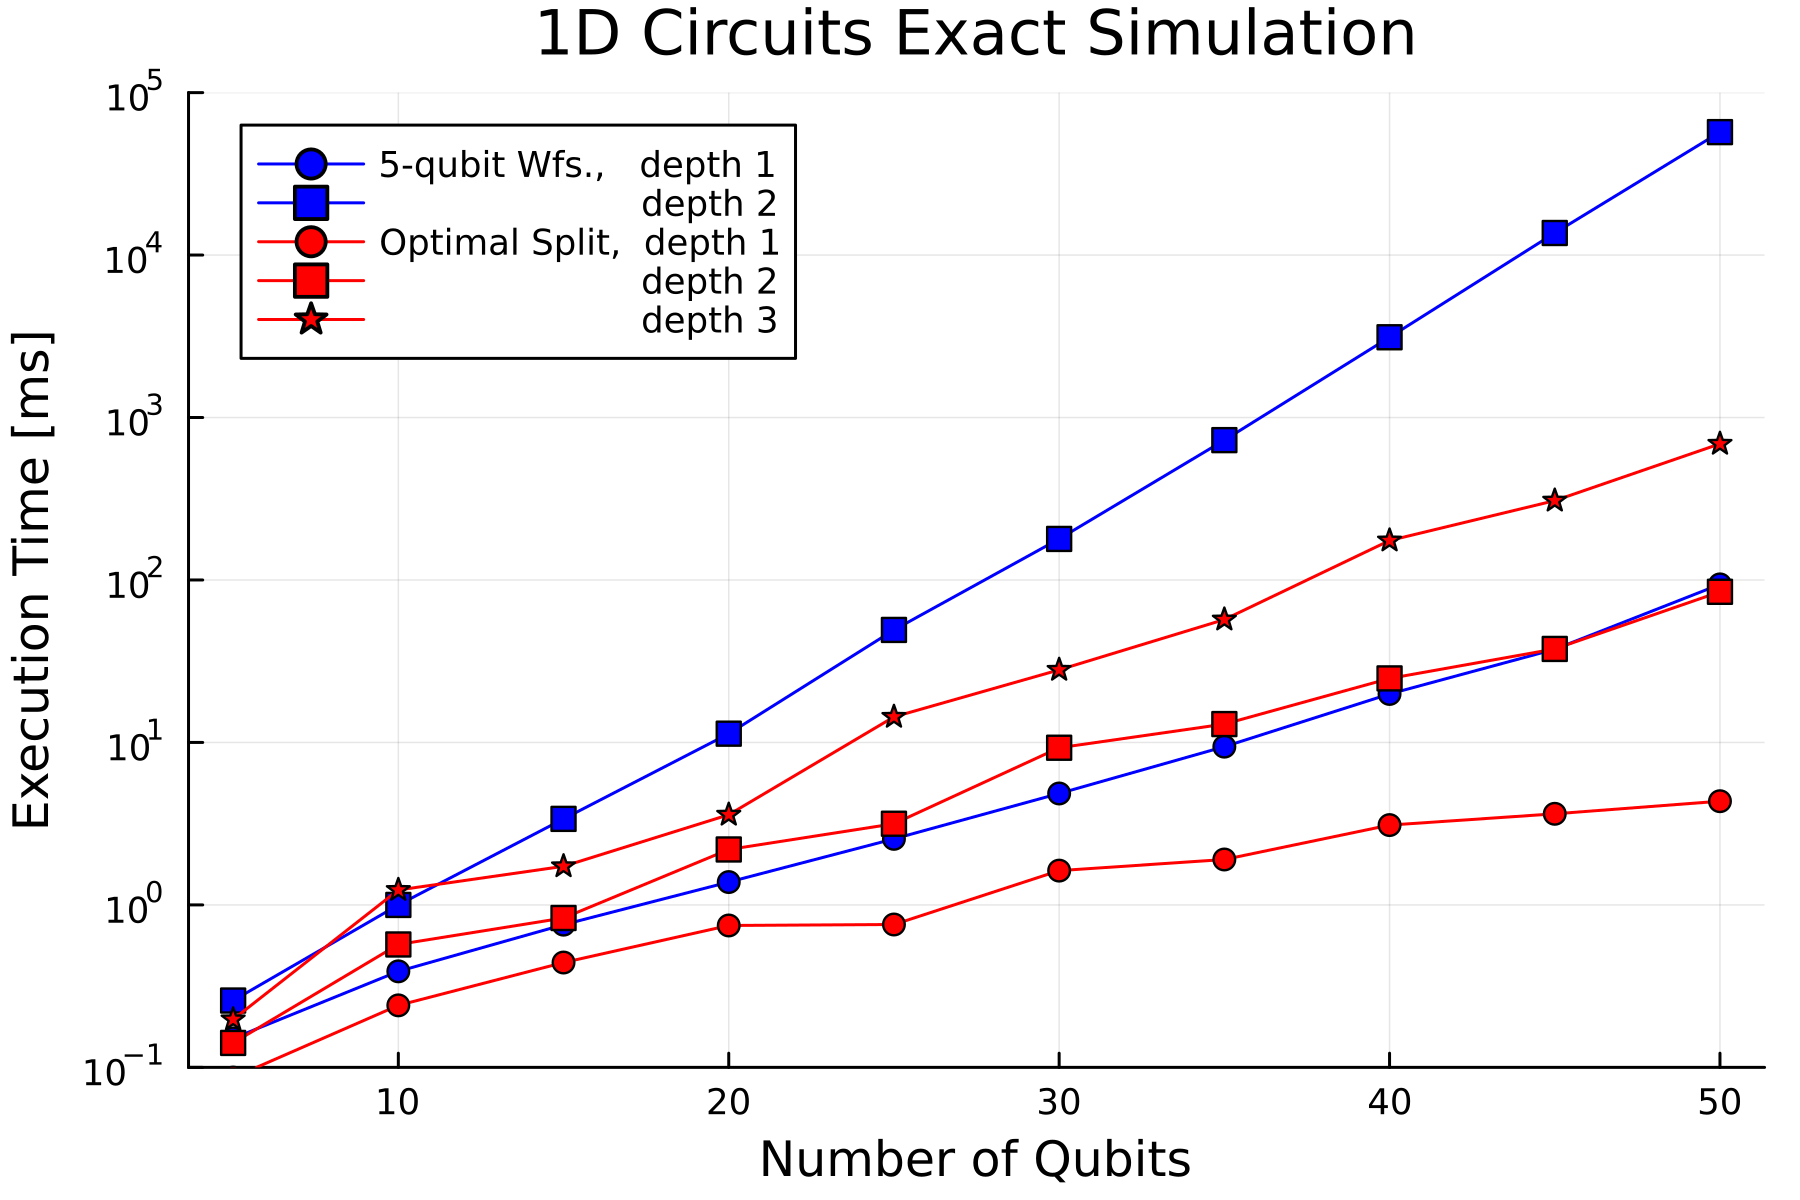 1D Circuits Exact Simulation
10^5
5-qubit Wfs., depth 1
depth 2
Optimal Split, depth 1
depth 2
depth 3
10^4
10^3
10^2
10^1
10^0
10^−1
Execution Time [ms]
10 20 30 40 50
Number of Qubits